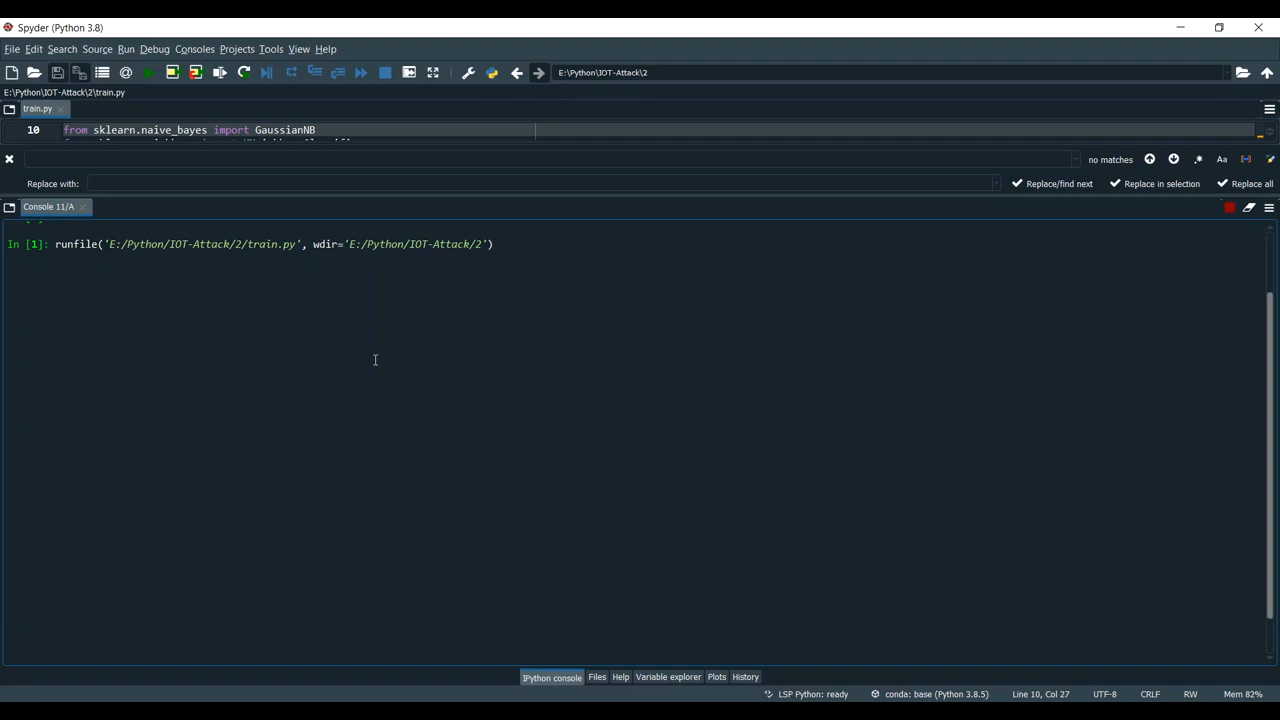 Spyder (Python 3.8)
File Edit Search Source Run Debug Consoles Projects Tools View Help
E:\Python\IOT-Attack\2
E:\Python\IOT-Attack\2\train.py
train.py
10 from sklearn.naive_bayes import GaussianNB
no matches Aa
Replace with: Replace/find next Replace in selection Replace all
Console 11/A
In [1]: runfile('E:/Python/IOT-Attack/2/train.py', wdir='E:/Python/IOT-Attack/2')
IPython console Files Help Variable explorer Plots History
LSP Python: ready conda: base (Python 3.8.5) Line 10, Col 27 UTF-8 CRLF RW Mem 82%